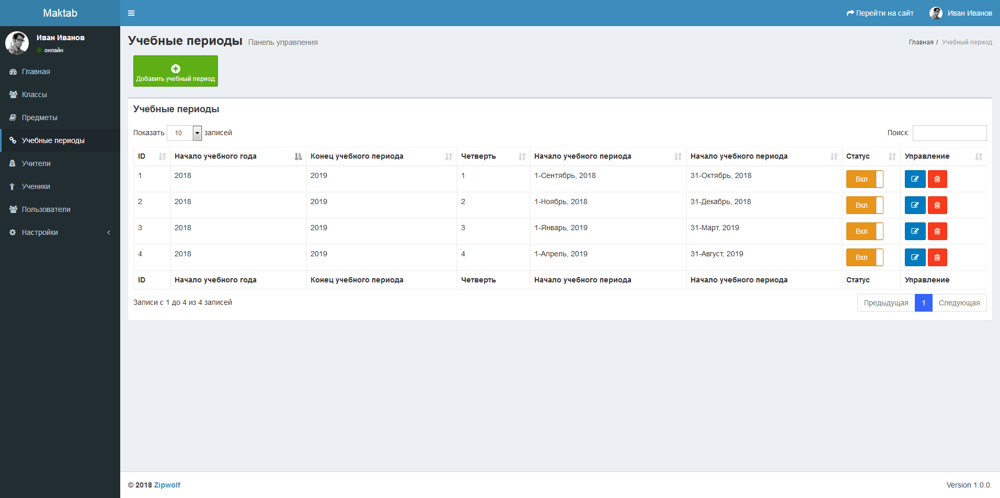 Maktab
Перейти на сайт
Иван Иванов
Иван Иванов
онлайн
Главная
Классы
Предметы
Учебные периоды
Учители
Ученики
Пользователи
Настройки
Учебные периоды Панель управления
Главная / Учебный период
Добавить учебный период
Учебные периоды
Показать 10 записей
Поиск:
ID Начало учебного года Конец учебного периода Четверть Начало учебного периода Начало учебного периода Статус Управление
1 2018 2019 1 1-Сентябрь, 2018 31-Октябрь, 2018 Вкл
2 2018 2019 2 1-Ноябрь, 2018 31-Декабрь, 2018 Вкл
3 2018 2019 3 1-Январь, 2019 31-Март, 2019 Вкл
4 2018 2019 4 1-Апрель, 2019 31-Август, 2019 Вкл
ID Начало учебного года Конец учебного периода Четверть Начало учебного периода Начало учебного периода Статус Управление
Записи с 1 до 4 из 4 записей
Предыдущая 1 Следующая
© 2018 Zipwolf
Version 1.0.0.